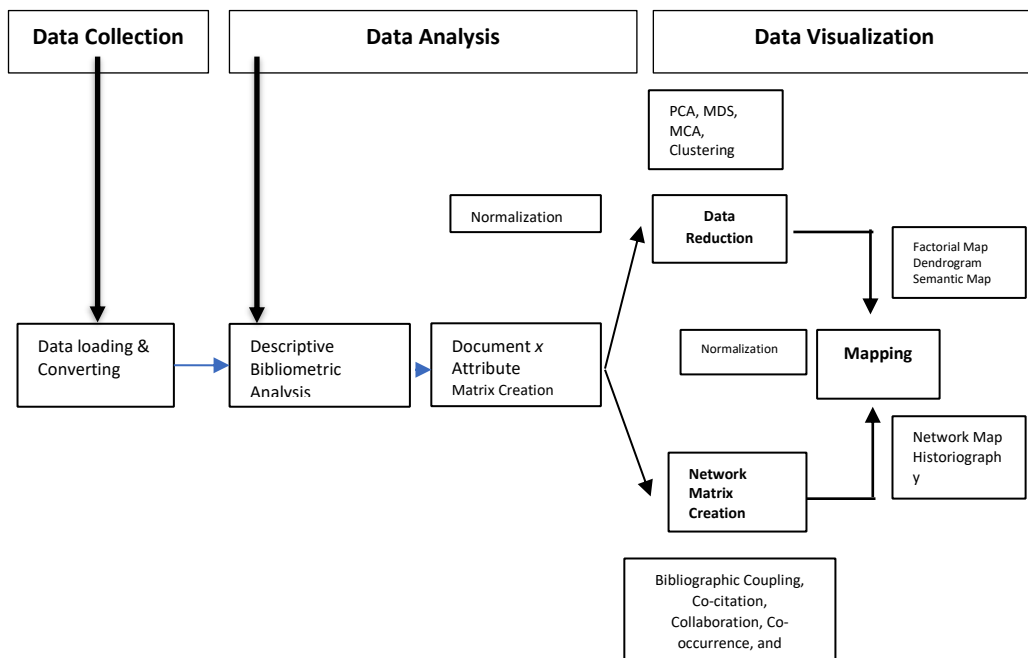 Data Collection
Data Analysis
Data Visualization
PCA, MDS,
MCA,
Clustering
Normalization
Data
Reduction
Factorial Map
Dendrogram
Semantic Map
Data loading &
Converting
Descriptive
Bibliometric
Analysis
Document x
Attribute
Matrix Creation
Normalization
Mapping
Network Map
Historiograph
y
Network
Matrix
Creation
Bibliographic Coupling,
Co-citation,
Collaboration, Co-
occurrence, and